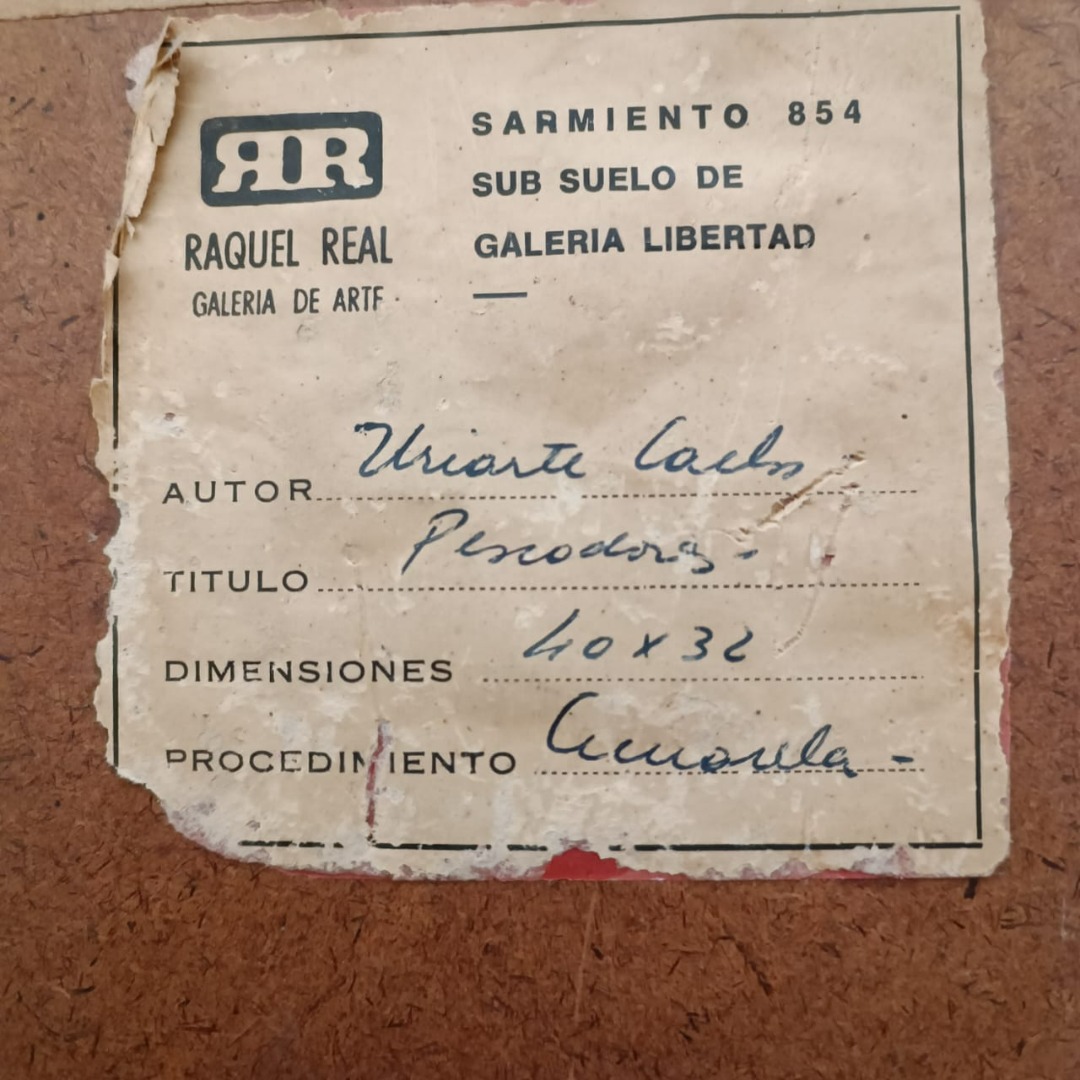 RR
SARMIENTO 854
SUB SUELO DE
GALERIA LIBERTAD
RAQUEL REAL
GALERIA DE ARTE
AUTOR Uriarte Carlos
TITULO Pescadores -
DIMENSIONES 40 x 32
PROCEDIMIENTO Acuarela -